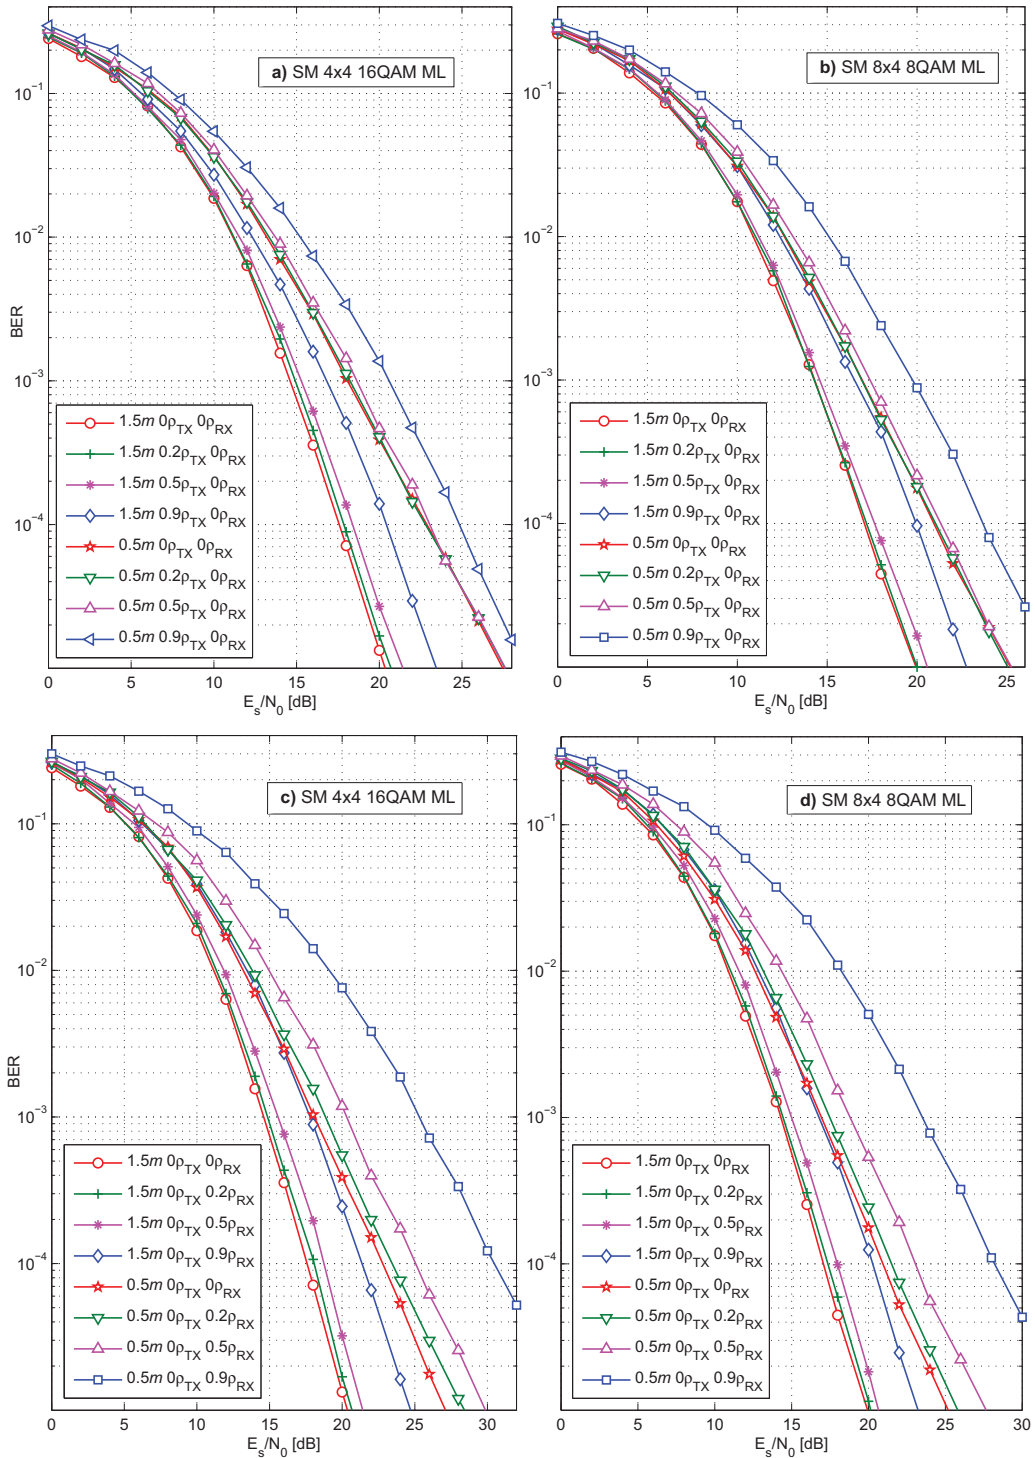 a) SM 4x4 16QAM ML
BER
10⁻¹
10⁻²
10⁻³
10⁻⁴
1.5m 0ρTX 0ρRX
1.5m 0.2ρTX 0ρRX
1.5m 0.5ρTX 0ρRX
1.5m 0.9ρTX 0ρRX
0.5m 0ρTX 0ρRX
0.5m 0.2ρTX 0ρRX
0.5m 0.5ρTX 0ρRX
0.5m 0.9ρTX 0ρRX
0 5 10 15 20 25
Es/N0 [dB]
b) SM 8x4 8QAM ML
10⁻¹
10⁻²
10⁻³
10⁻⁴
1.5m 0ρTX 0ρRX
1.5m 0.2ρTX 0ρRX
1.5m 0.5ρTX 0ρRX
1.5m 0.9ρTX 0ρRX
0.5m 0ρTX 0ρRX
0.5m 0.2ρTX 0ρRX
0.5m 0.5ρTX 0ρRX
0.5m 0.9ρTX 0ρRX
0 5 10 15 20 25
Es/N0 [dB]
c) SM 4x4 16QAM ML
BER
10⁻¹
10⁻²
10⁻³
10⁻⁴
1.5m 0ρTX 0ρRX
1.5m 0ρTX 0.2ρRX
1.5m 0ρTX 0.5ρRX
1.5m 0ρTX 0.9ρRX
0.5m 0ρTX 0ρRX
0.5m 0ρTX 0.2ρRX
0.5m 0ρTX 0.5ρRX
0.5m 0ρTX 0.9ρRX
0 5 10 15 20 25 30
Es/N0 [dB]
d) SM 8x4 8QAM ML
10⁻¹
10⁻²
10⁻³
10⁻⁴
1.5m 0ρTX 0ρRX
1.5m 0ρTX 0.2ρRX
1.5m 0ρTX 0.5ρRX
1.5m 0ρTX 0.9ρRX
0.5m 0ρTX 0ρRX
0.5m 0ρTX 0.2ρRX
0.5m 0ρTX 0.5ρRX
0.5m 0ρTX 0.9ρRX
0 5 10 15 20 25 30
Es/N0 [dB]